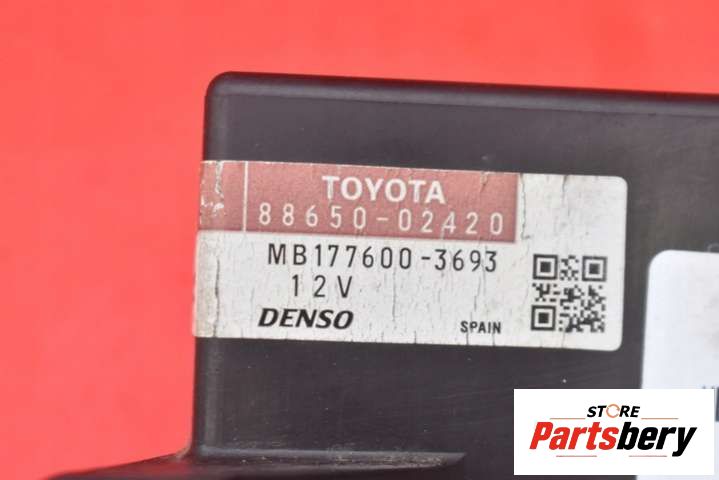 TOYOTA
88650-02420
MB177600-3693
12V
DENSO SPAIN
STORE
Partsbery